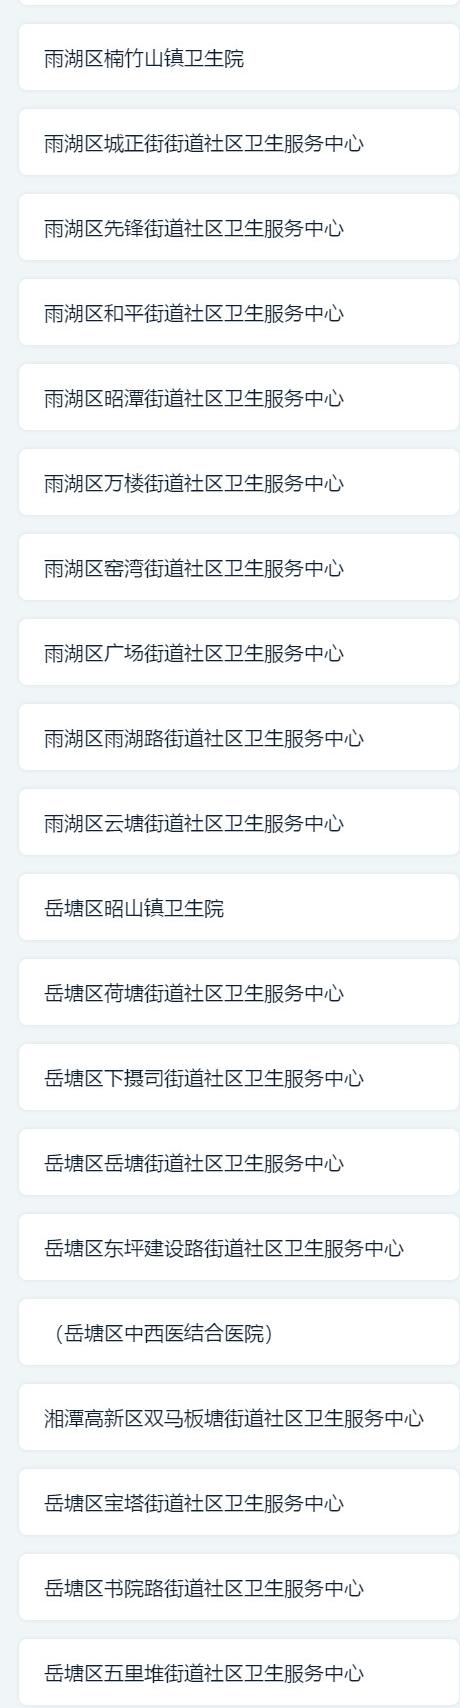 雨湖区楠竹山镇卫生院
雨湖区城正街街道社区卫生服务中心
雨湖区先锋街道社区卫生服务中心
雨湖区和平街道社区卫生服务中心
雨湖区昭潭街道社区卫生服务中心
雨湖区万楼街道社区卫生服务中心
雨湖区窑湾街道社区卫生服务中心
雨湖区广场街道社区卫生服务中心
雨湖区雨湖路街道社区卫生服务中心
雨湖区云塘街道社区卫生服务中心
岳塘区昭山镇卫生院
岳塘区荷塘街道社区卫生服务中心
岳塘区下摄司街道社区卫生服务中心
岳塘区岳塘街道社区卫生服务中心
岳塘区东坪建设路街道社区卫生服务中心
（岳塘区中西医结合医院）
湘潭高新区双马板塘街道社区卫生服务中心
岳塘区宝塔街道社区卫生服务中心
岳塘区书院路街道社区卫生服务中心
岳塘区五里堆街道社区卫生服务中心